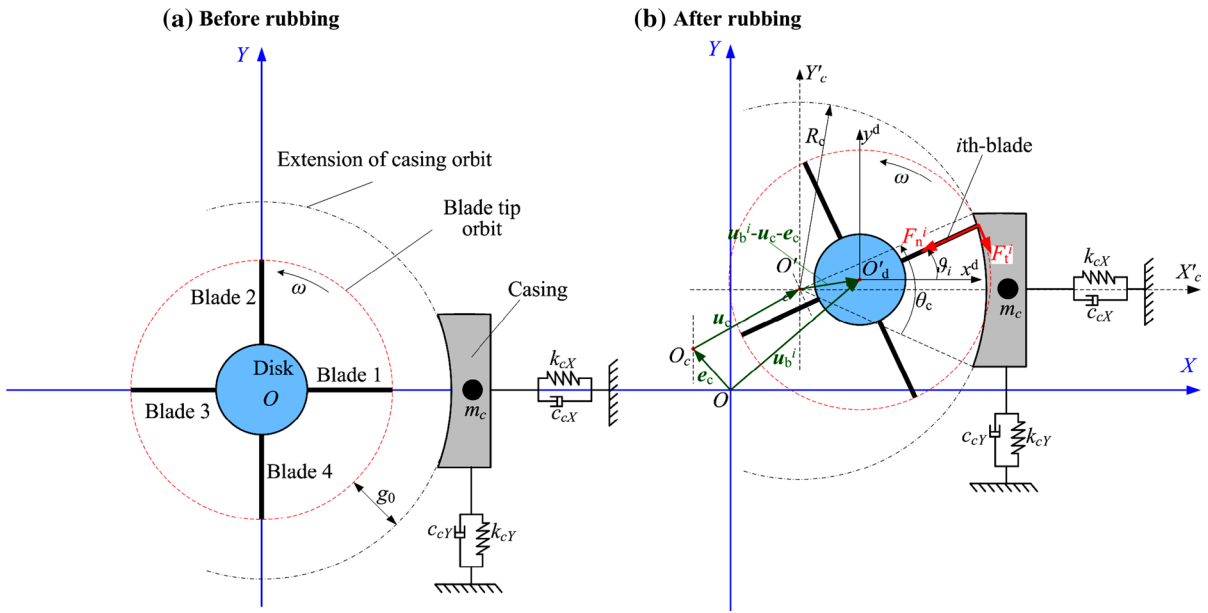 (a) Before rubbing
Y
Extension of casing orbit
Blade tip
orbit
ω
Blade 2
Casing
Disk
O
Blade 1
Blade 3
Blade 4
m_c
k_cX
c_cX
g_0
c_cY
k_cY
(b) After rubbing
Y
Y'_c
R_c
y^d
ith-blade
ω
u_b^i-u_c-e_c
F_n^i
F_t^i
O'_c
O'_d
ϑ_i
x^d
θ_c
X'_c
m_c
k_cX
c_cX
u_c
u_b^i
O_c
e_c
O
X
c_cY
k_cY